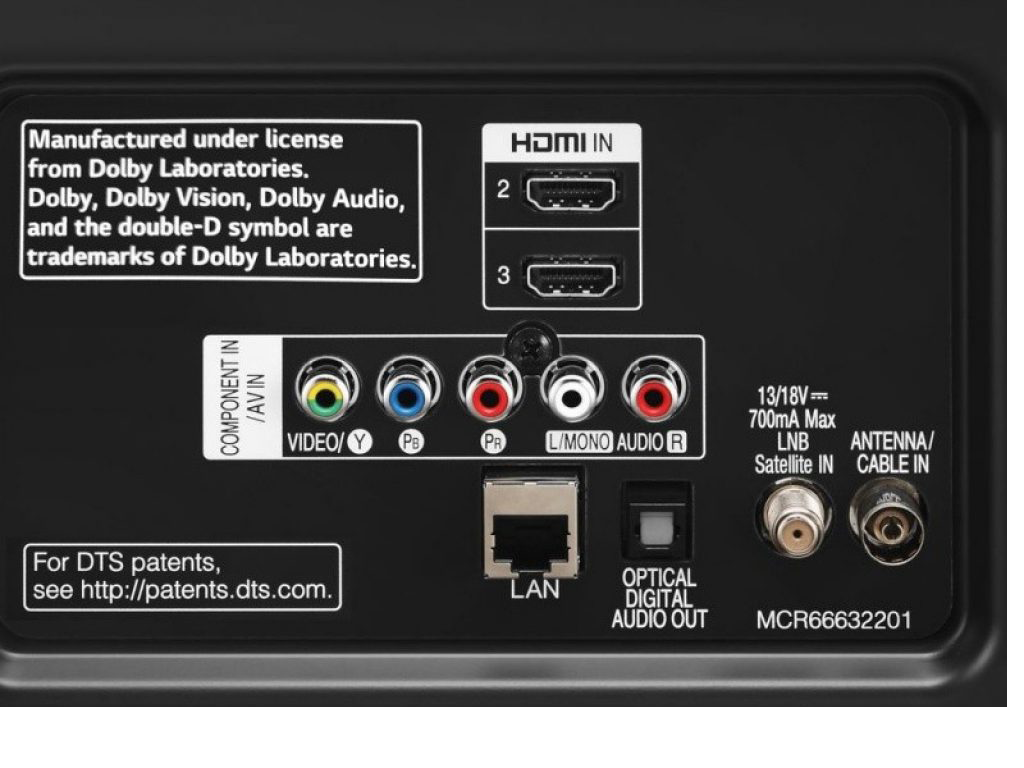 Manufactured under license
from Dolby Laboratories.
Dolby, Dolby Vision, Dolby Audio,
and the double-D symbol are
trademarks of Dolby Laboratories.
HDMI IN
2
3
COMPONENT IN
/AV IN
VIDEO/ Y PB PR L/MONO AUDIO R
13/18V⎓
700mA Max
LNB
Satellite IN
ANTENNA/
CABLE IN
For DTS patents,
see http://patents.dts.com.
LAN
OPTICAL
DIGITAL
AUDIO OUT
MCR66632201